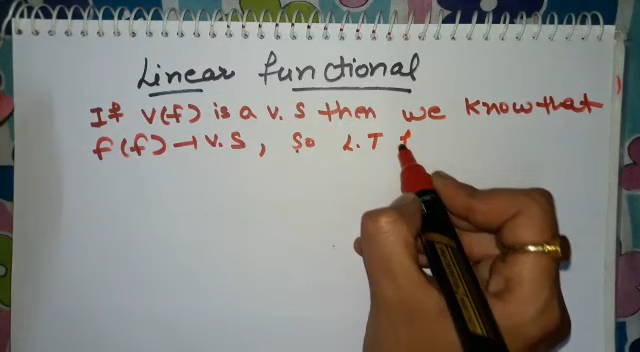 Linear functional
If V(f) is a V.S then we know that
f(f) → V.S, so L.T f